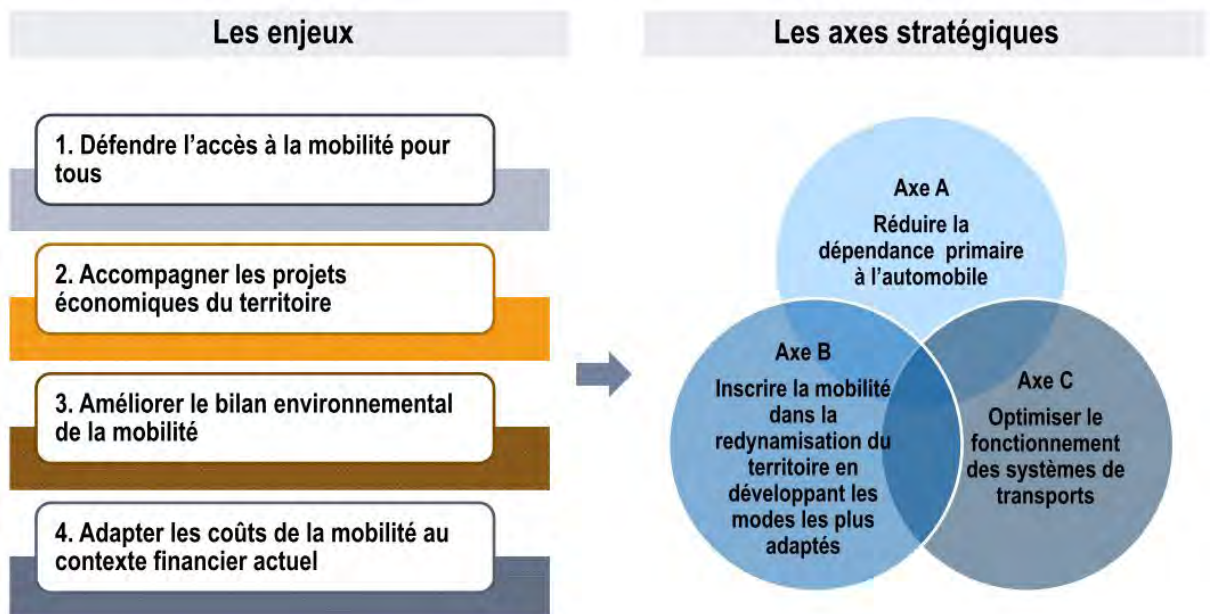 Les enjeux
1. Défendre l'accès à la mobilité pour
tous
2. Accompagner les projets
économiques du territoire
3. Améliorer le bilan environnemental
de la mobilité
4. Adapter les coûts de la mobilité au
contexte financier actuel
Les axes stratégiques
Axe A
Réduire la
dépendance primaire
à l'automobile
Axe B
Inscrire la mobilité
dans la
redynamisation du
territoire en
développant les
modes les plus
adaptés
Axe C
Optimiser le
fonctionnement
des systèmes de
transports